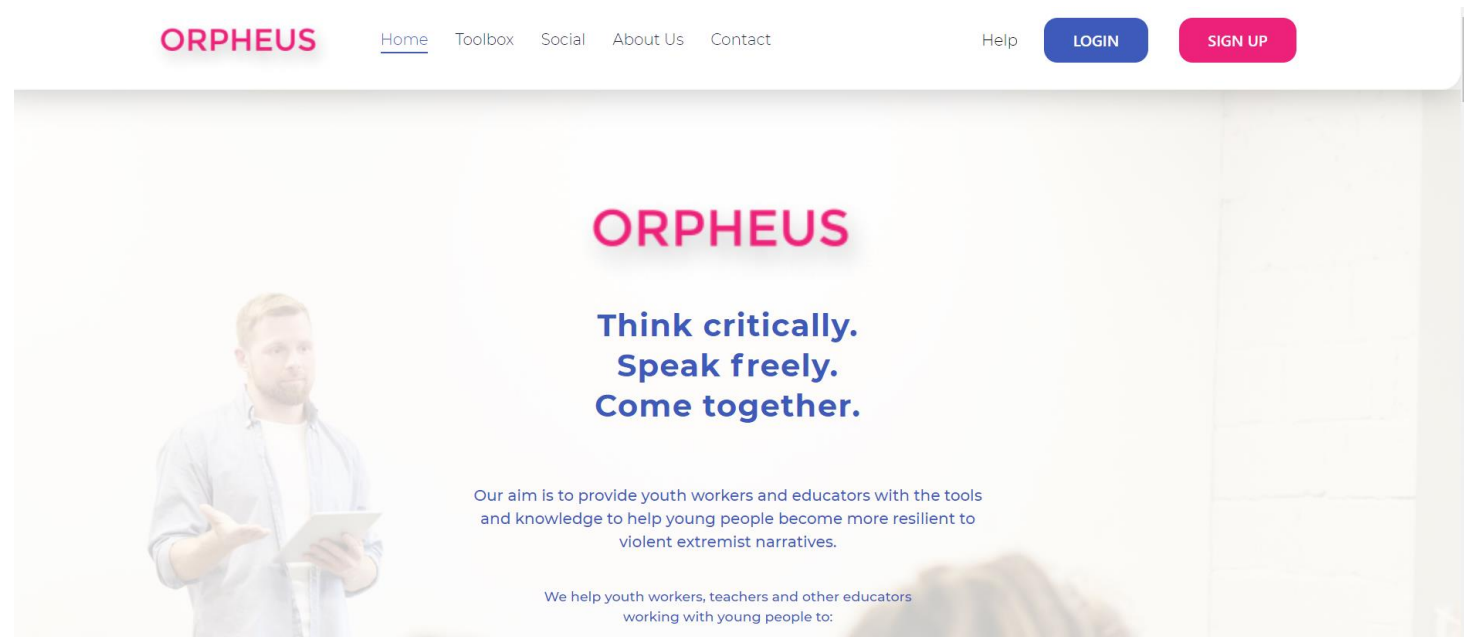 ORPHEUS Home Toolbox Social About Us Contact Help LOGIN SIGN UP
ORPHEUS
Think critically.
Speak freely.
Come together.
Our aim is to provide youth workers and educators with the tools
and knowledge to help young people become more resilient to
violent extremist narratives.
We help youth workers, teachers and other educators
working with young people to: